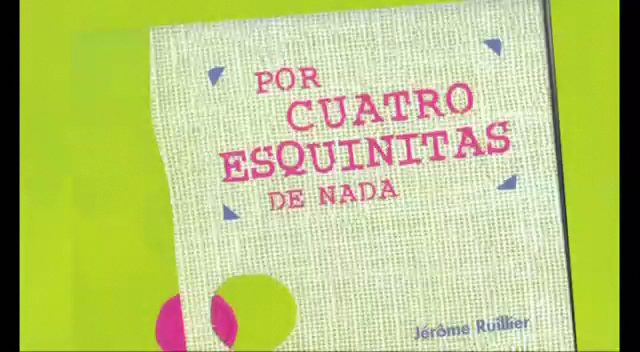 POR
CUATRO
ESQUINITAS
DE NADA
Jérôme Ruillier